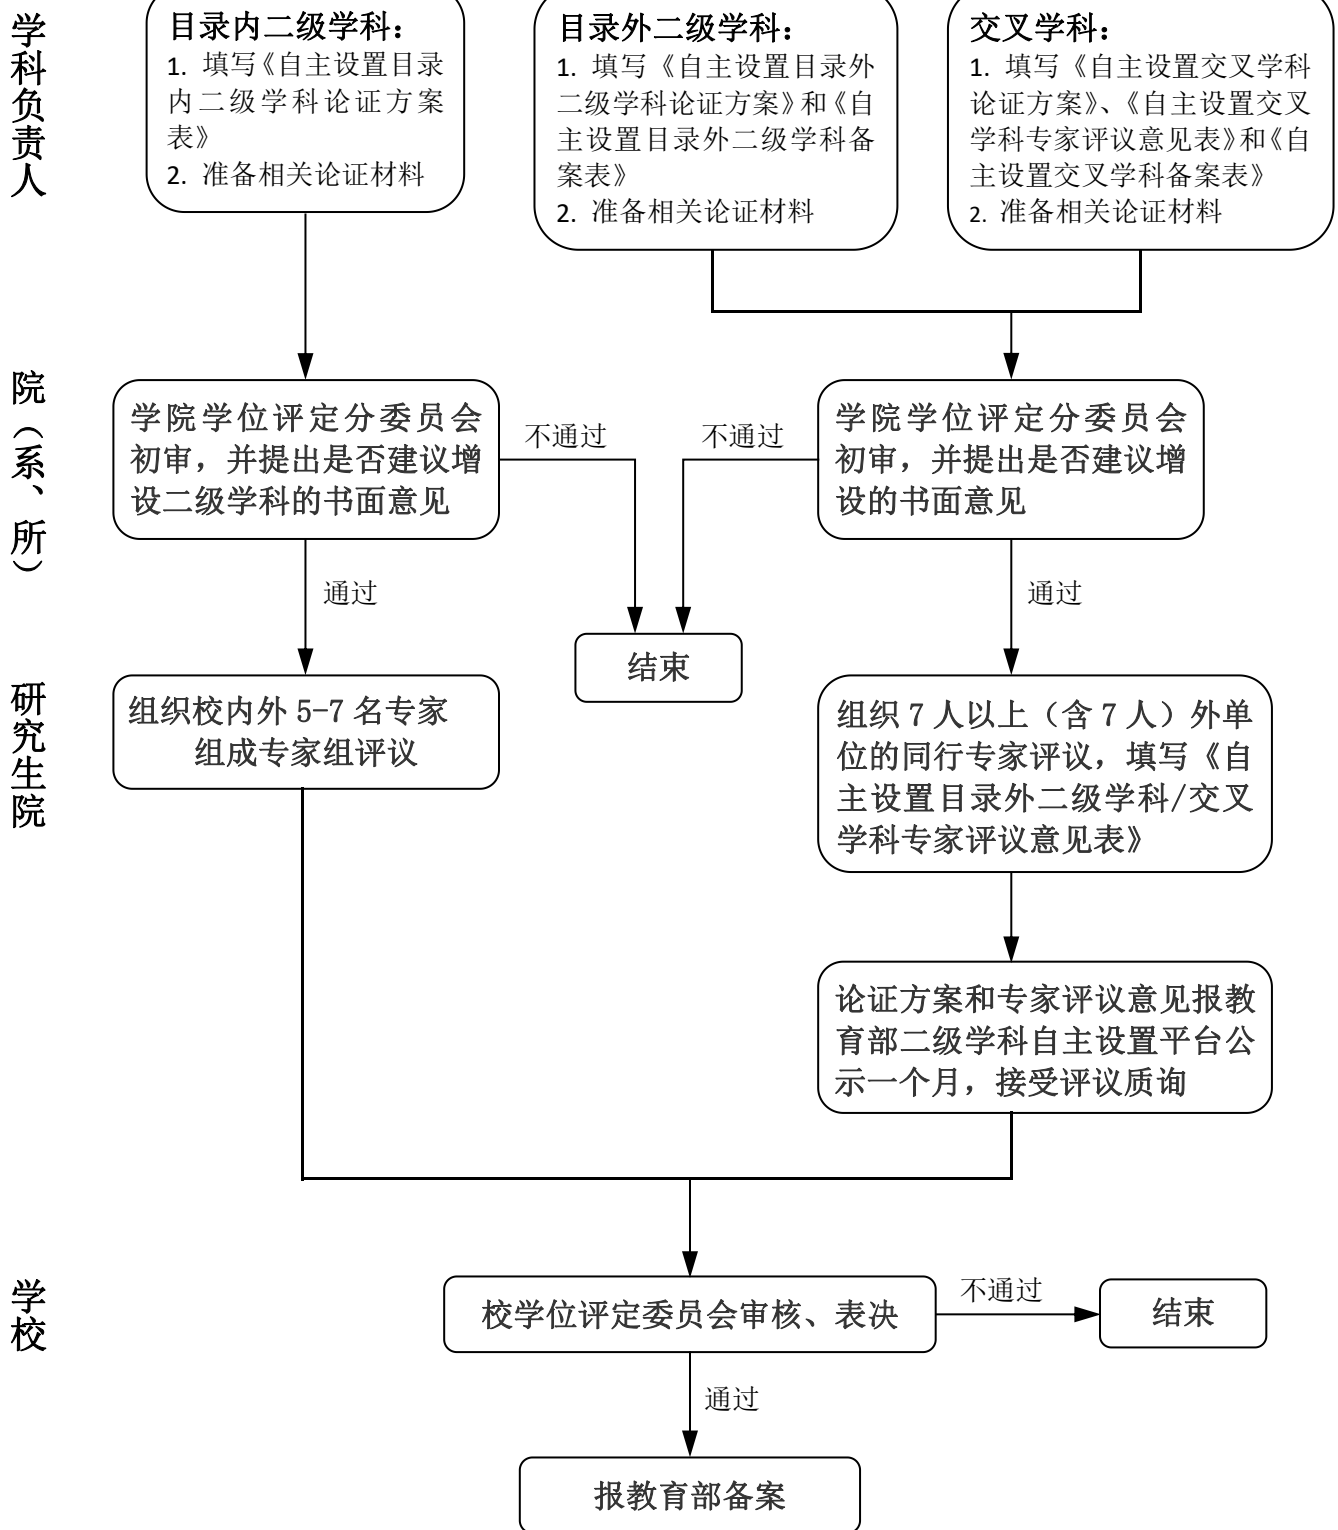 学科负责人
目录内二级学科：
1. 填写《自主设置目录
内二级学科论证方案
表》
2. 准备相关论证材料
目录外二级学科：
1. 填写《自主设置目录外
二级学科论证方案》和《自
主设置目录外二级学科备
案表》
2. 准备相关论证材料
交叉学科：
1. 填写《自主设置交叉学科
论证方案》、《自主设置交叉
学科专家评议意见表》和《自
主设置交叉学科备案表》
2. 准备相关论证材料
院（系、所）
学院学位评定分委员会
初审，并提出是否建议增
设二级学科的书面意见
不通过
不通过
学院学位评定分委员会
初审，并提出是否建议增
设的书面意见
通过
通过
结束
研究生院
组织校内外 5-7 名专家
组成专家组评议
组织 7 人以上（含 7 人）外单
位的同行专家评议，填写《自
主设置目录外二级学科/交叉
学科专家评议意见表》
论证方案和专家评议意见报教
育部二级学科自主设置平台公
示一个月，接受评议质询
学校
校学位评定委员会审核、表决
不通过
结束
通过
报教育部备案